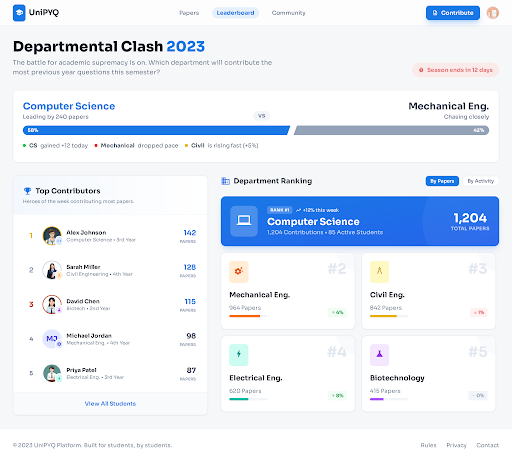 UniPYQ
Papers
Leaderboard
Community
Contribute
Departmental Clash 2023
The battle for academic supremacy is on. Which department will contribute the
most previous year questions this semester?
Season ends in 12 days
Computer Science
Leading by 240 papers
VS
Mechanical Eng.
Chasing closely
58%
42%
CS gained +12 today
Mechanical dropped pace
Civil is rising fast (+5%)
Top Contributors
Heroes of the week contributing most papers.
1
Alex Johnson
Computer Science • 3rd Year
142
PAPERS
2
Sarah Miller
Civil Engineering • 4th Year
128
PAPERS
3
David Chen
Biotech • 2nd Year
115
PAPERS
4
MJ
Michael Jordan
Mechanical Eng. • 4th Year
98
PAPERS
5
Priya Patel
Electrical Eng. • 3rd Year
87
PAPERS
View All Students
Department Ranking
By Papers
By Activity
RANK #1
+12% this week
Computer Science
1,204 Contributions • 85 Active Students
1,204
TOTAL PAPERS
#2
Mechanical Eng.
964 Papers
4%
#3
Civil Eng.
842 Papers
1%
#4
Electrical Eng.
620 Papers
8%
#5
Biotechnology
415 Papers
0%
© 2023 UniPYQ Platform. Built for students, by students.
Rules
Privacy
Contact